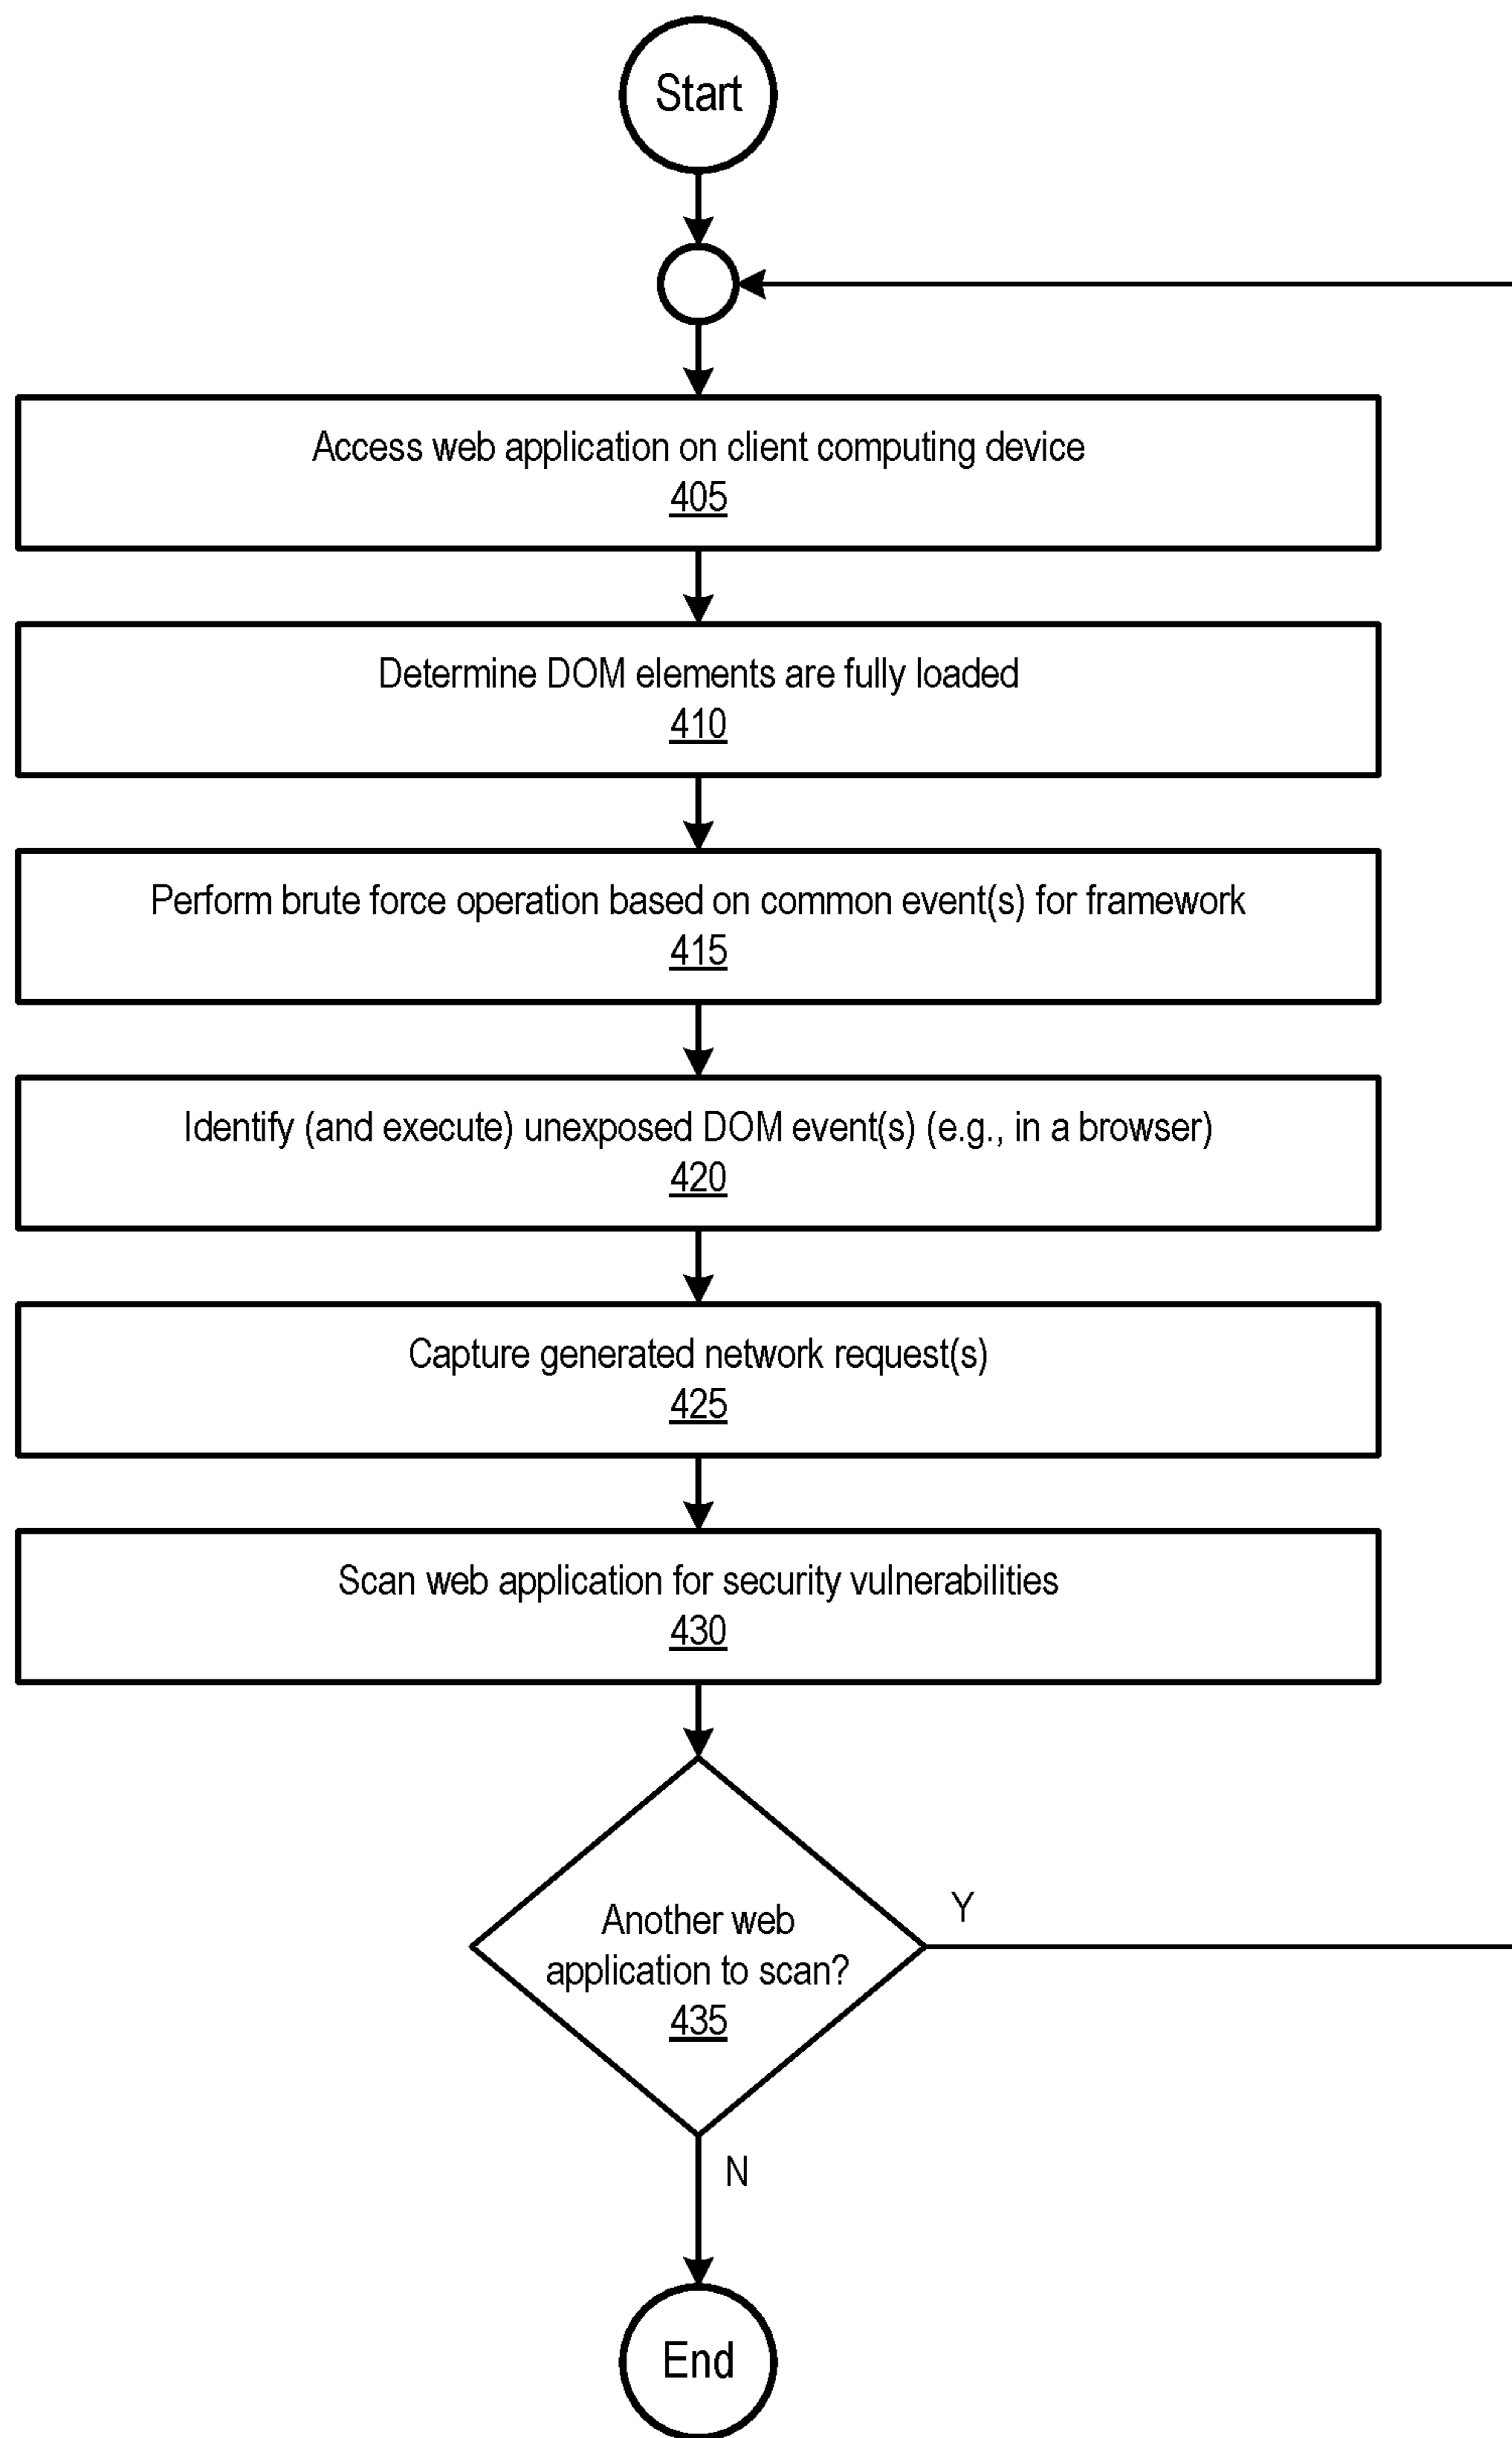 Start
Access web application on client computing device
405
Determine DOM elements are fully loaded
410
Perform brute force operation based on common event(s) for framework
415
Identify (and execute) unexposed DOM event(s) (e.g., in a browser)
420
Capture generated network request(s)
425
Scan web application for security vulnerabilities
430
Another web
application to scan?
435
Y
N
End